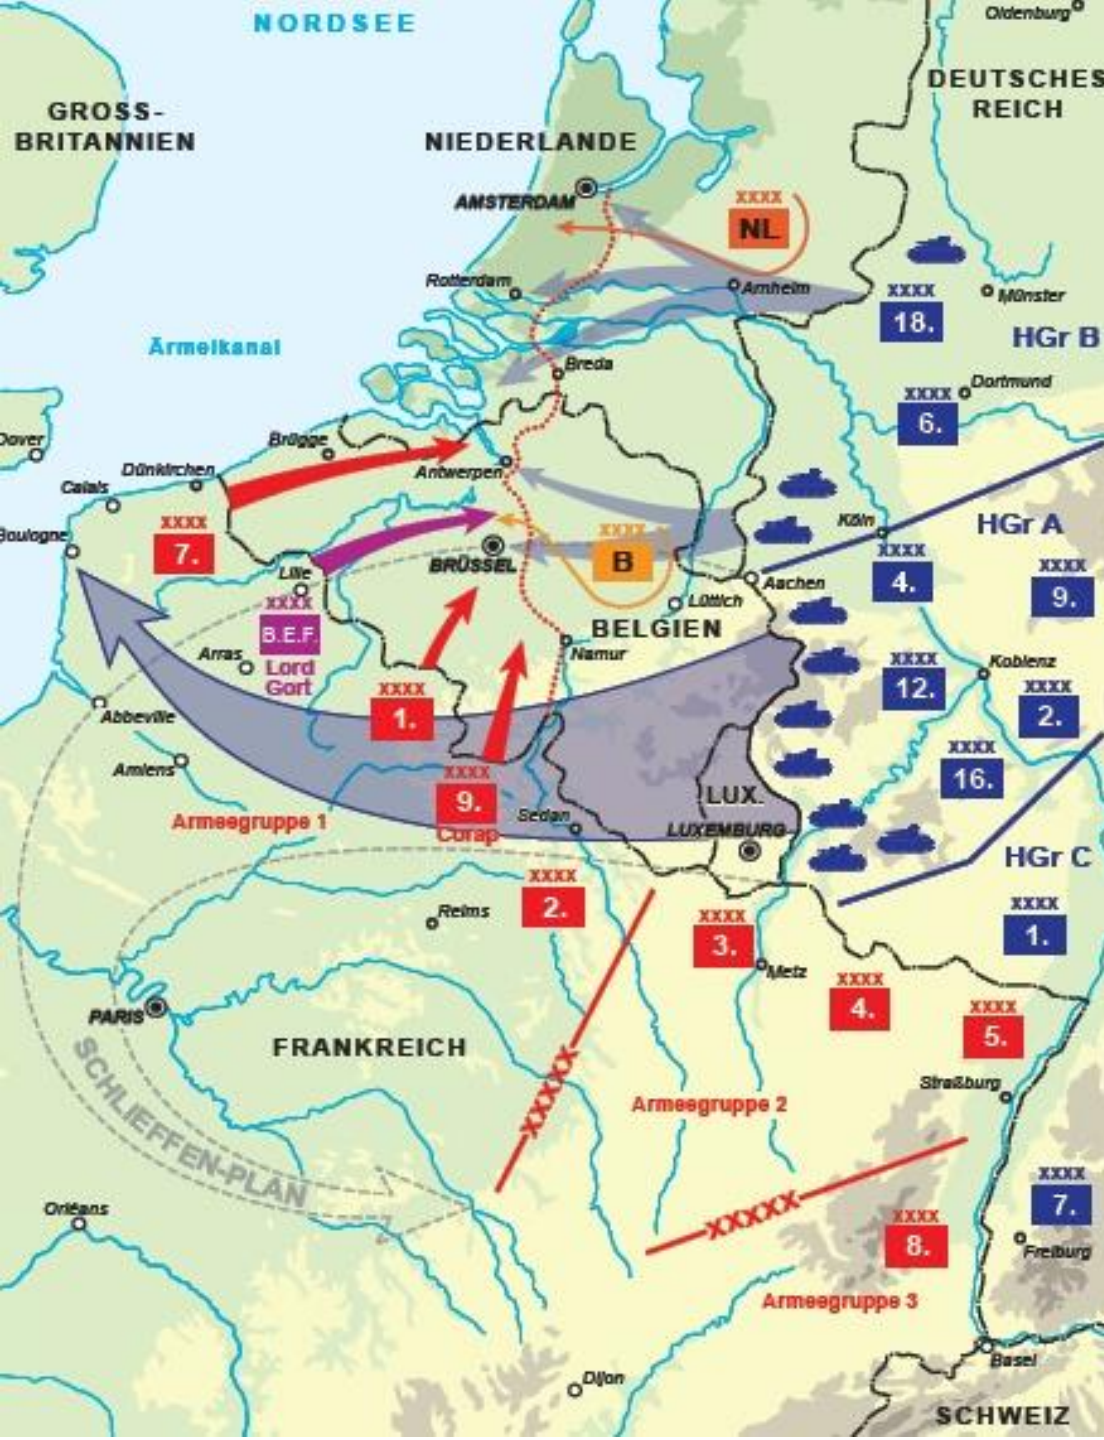 NORDSEE
Oldenburg
DEUTSCHES
REICH
GROSS-
BRITANNIEN
NIEDERLANDE
AMSTERDAM
XXXX
NL
Rotterdam
Arnheim
XXXX
18.
Münster
HGr B
Ärmelkanal
Breda
Dortmund
XXXX
6.
Dover
Brügge
Dünkirchen
Antwerpen
Calais
Boulogne
XXXX
7.
Köln
HGr A
XXXX
B
BRÜSSEL
Lille
Aachen
XXXX
4.
XXXX
9.
XXXX
B.E.F.
Lord
Gort
Lüttich
BELGIEN
Namur
Arras
Koblenz
XXXX
12.
XXXX
2.
XXXX
1.
Abbeville
Amiens
XXXX
16.
XXXX
9.
Corap
LUX.
Sedan
LUXEMBURG
Armeegruppe 1
HGr C
XXXX
2.
Reims
XXXX
3.
XXXX
1.
Metz
XXXX
4.
XXXX
5.
PARIS
FRANKREICH
SCHLIEFFEN-PLAN
XXXXX
Straßburg
Armeegruppe 2
XXXX
7.
Orléans
XXXXX
XXXX
8.
Freiburg
Armeegruppe 3
Basel
Dijon
SCHWEIZ